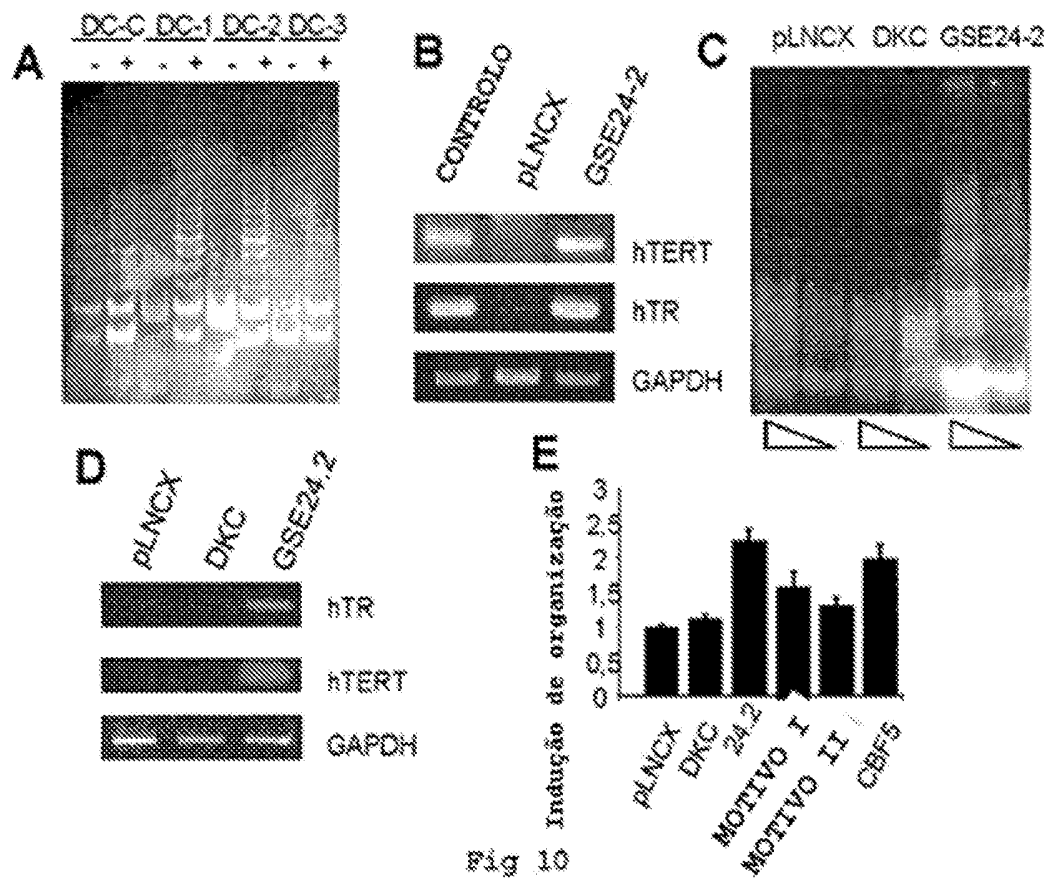 A
DC-C DC-1 DC-2 DC-3
- + - + - + - +
B
CONTROLO
pLNCX
GSE24-2
hTERT
hTR
GAPDH
C
pLNCX DKC GSE24-2
D
pLNCX
DKC
GSE24.2
hTR
hTERT
GAPDH
E
Indução de organização
3
2,5
2
1,5
1
0,5
0
pLNCX
DKC
24.2
MOTIVO I
MOTIVO II
CBF5
Fig 10